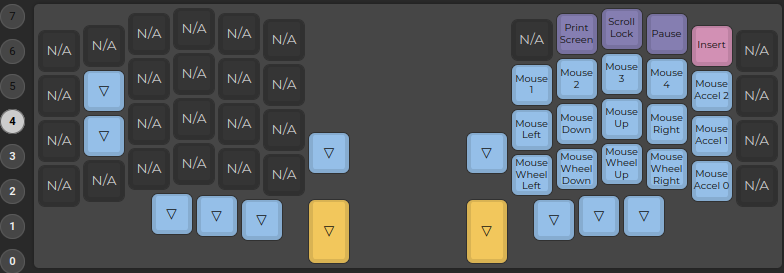 7
6
5
4
3
2
1
0
N/A N/A N/A N/A N/A N/A
N/A ▽ N/A N/A N/A N/A
N/A ▽ N/A N/A N/A N/A ▽
N/A N/A N/A N/A N/A N/A
▽ ▽ ▽ ▽
N/A Print Screen Scroll Lock Pause Insert N/A
Mouse 1 Mouse 2 Mouse 3 Mouse 4 Mouse Accel 2 N/A
▽ Mouse Left Mouse Down Mouse Up Mouse Right Mouse Accel 1 N/A
Mouse Wheel Left Mouse Wheel Down Mouse Wheel Up Mouse Wheel Right Mouse Accel 0 N/A
▽ ▽ ▽ ▽